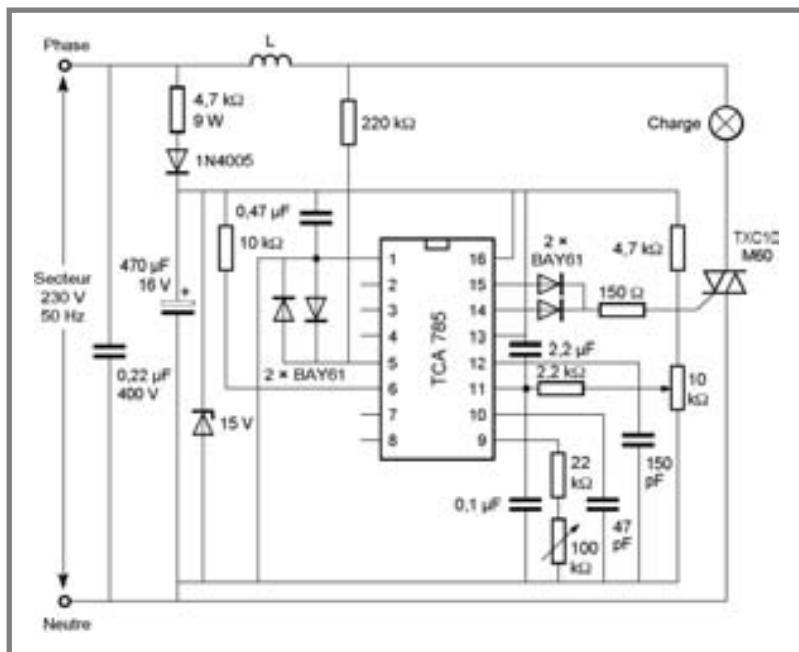 Phase
L
4,7 kΩ
9 W
220 kΩ
Charge
1N4005
0,47 µF
10 kΩ
2 ×
BAY61
4,7 kΩ
M60
Secteur
230 V
50 Hz
470 µF
16 V
+
1
2
3
4
5
6
7
8
TCA 785
16
15
14
13
12
11
10
9
150 Ω
2,2 µF
2,2 kΩ
10
kΩ
2 × BAY61
0,22 µF
400 V
15 V
22
kΩ
150
pF
0,1 µF
47
pF
100
kΩ
Neutre